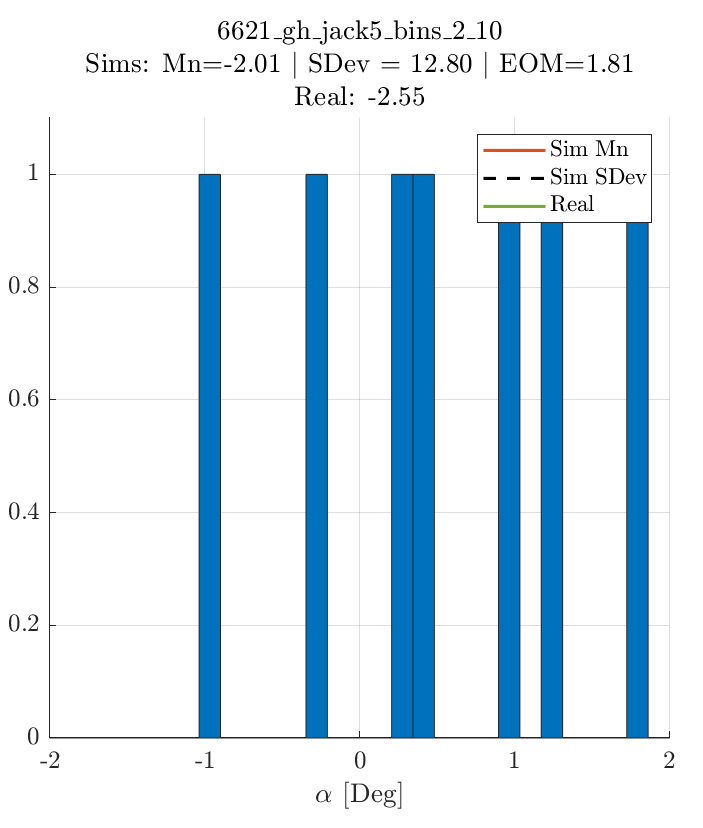 6621_gh_jack5_bins_2_10
Sims: Mn=-2.01 | SDev = 12.80 | EOM=1.81
Real: -2.55
Sim Mn
Sim SDev
Real
1
0.8
0.6
0.4
0.2
0
-2
-1
0
1
2
α [Deg]